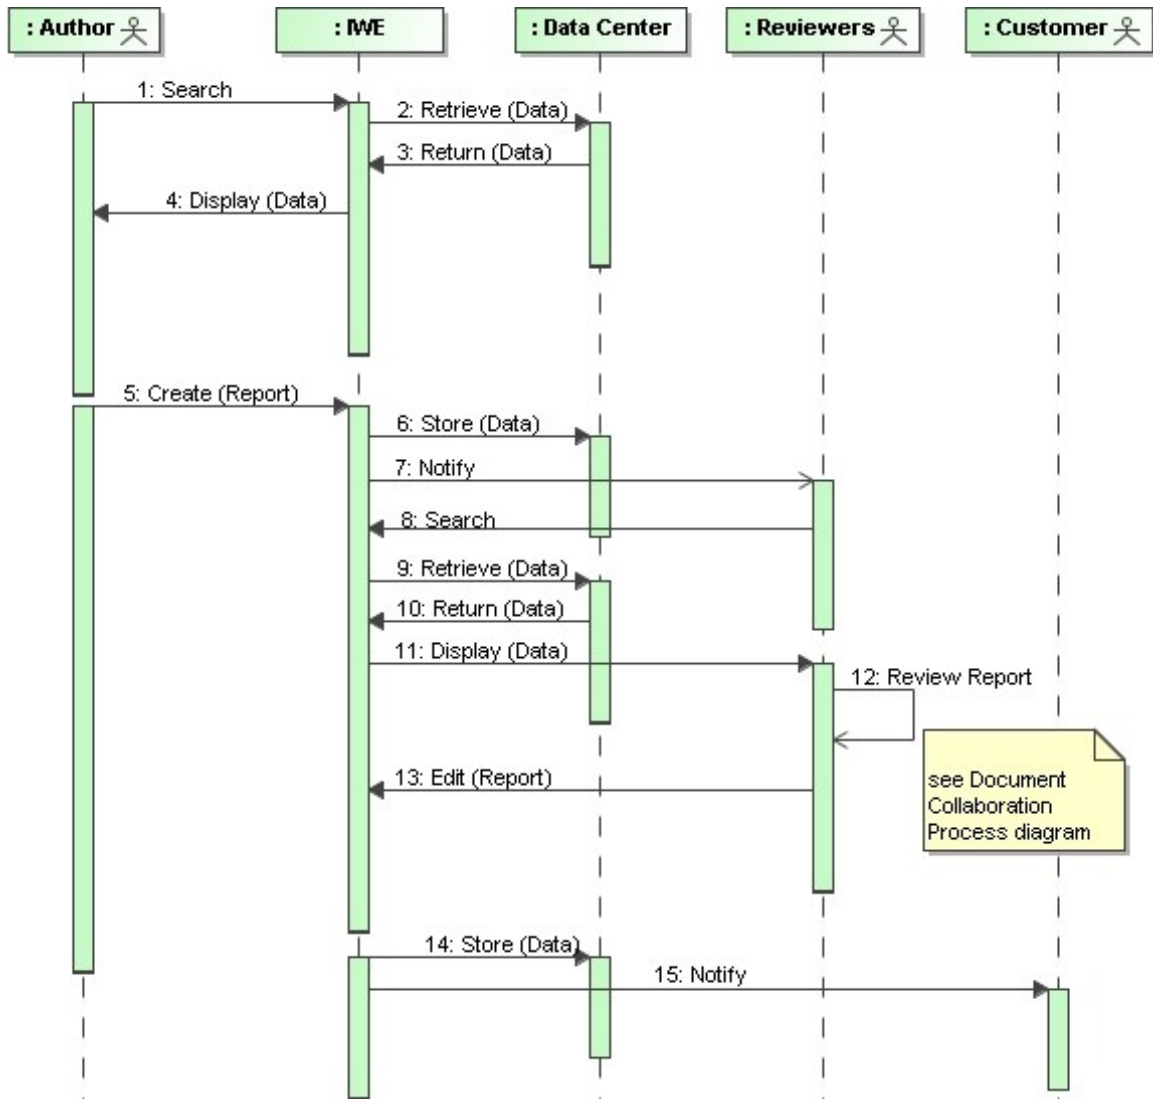 : Author
: IWE
: Data Center
: Reviewers
: Customer
1: Search
2: Retrieve (Data)
3: Return (Data)
4: Display (Data)
5: Create (Report)
6: Store (Data)
7: Notify
8: Search
9: Retrieve (Data)
10: Return (Data)
11: Display (Data)
12: Review Report
see Document
Collaboration
Process diagram
13: Edit (Report)
14: Store (Data)
15: Notify